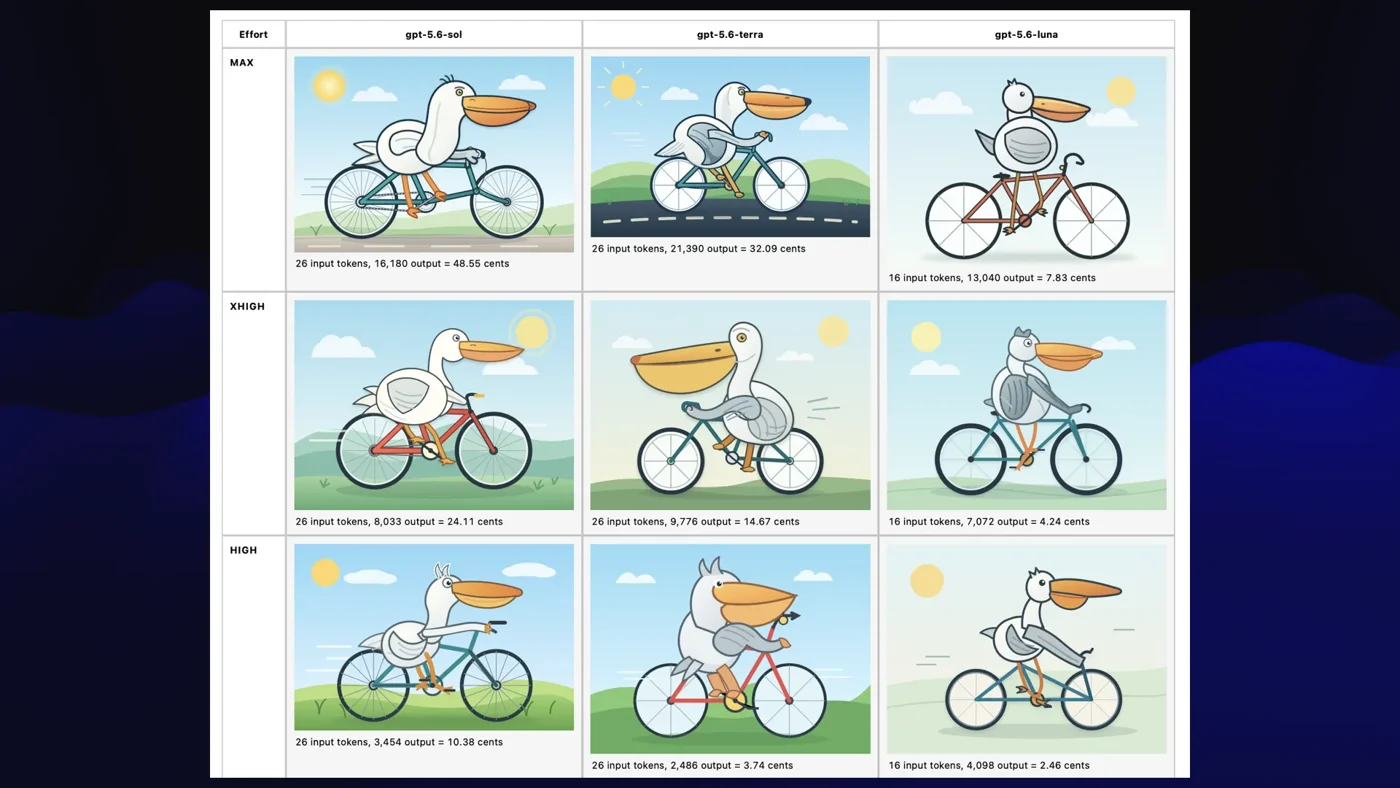 Effort gpt-5.6-sol gpt-5.6-terra gpt-5.6-luna
MAX
26 input tokens, 16,180 output = 48.55 cents
26 input tokens, 21,390 output = 32.09 cents
16 input tokens, 13,040 output = 7.83 cents
XHIGH
26 input tokens, 8,033 output = 24.11 cents
26 input tokens, 9,776 output = 14.67 cents
16 input tokens, 7,072 output = 4.24 cents
HIGH
26 input tokens, 3,454 output = 10.38 cents
26 input tokens, 2,486 output = 3.74 cents
16 input tokens, 4,098 output = 2.46 cents